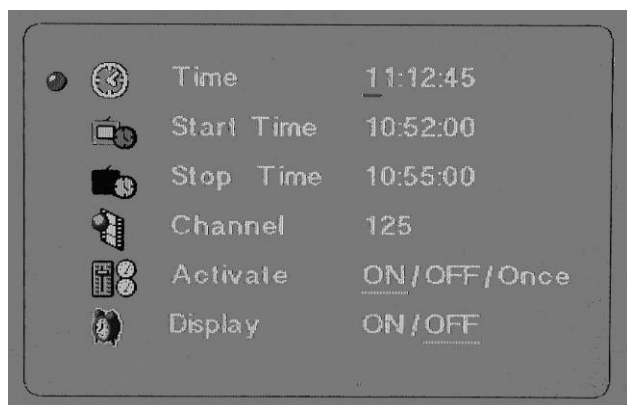 Time 11:12:45
Start Time 10:52:00
Stop Time 10:55:00
Channel 125
Activate ON/OFF/Once
Display ON/OFF